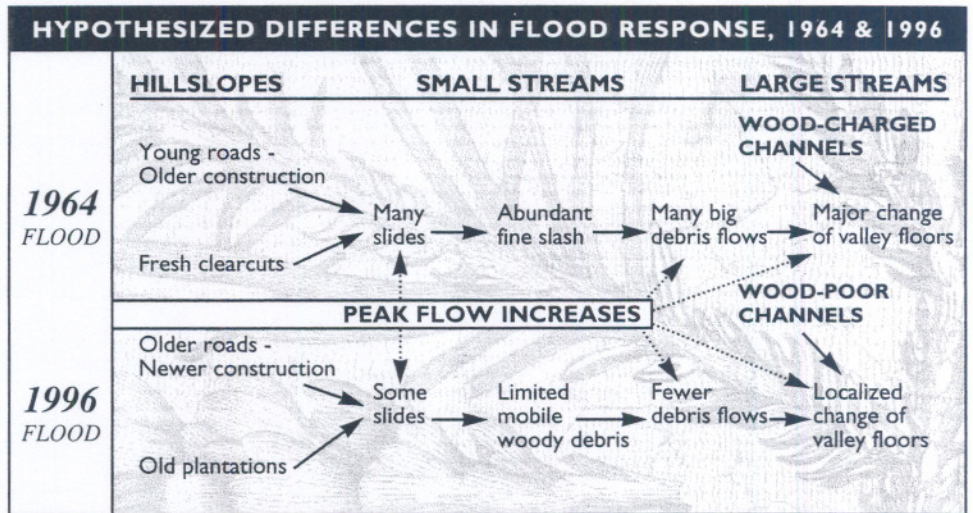 HYPOTHESIZED DIFFERENCES IN FLOOD RESPONSE, 1964 & 1996
HILLSLOPES
SMALL STREAMS
LARGE STREAMS
1964
FLOOD
Young roads -
Older construction
Fresh clearcuts
Many
slides
Abundant
fine slash
Many big
debris flows
WOOD-CHARGED
CHANNELS
Major change
of valley floors
PEAK FLOW INCREASES
WOOD-POOR
CHANNELS
1996
FLOOD
Older roads -
Newer construction
Old plantations
Some
slides
Limited
mobile
woody debris
Fewer
debris flows
Localized
change of
valley floors